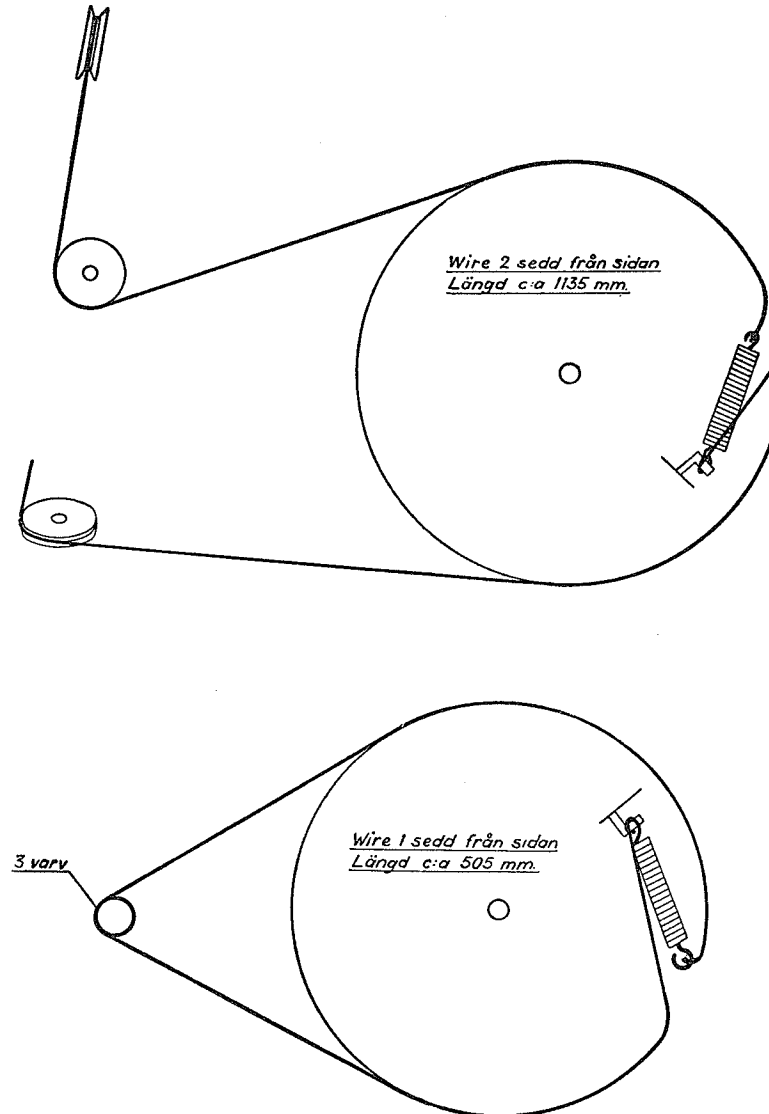 Wire 2 sedd från sidan
Längd c:a 1135 mm.
Wire 1 sedd från sidan
Längd c:a 505 mm.
3 varv